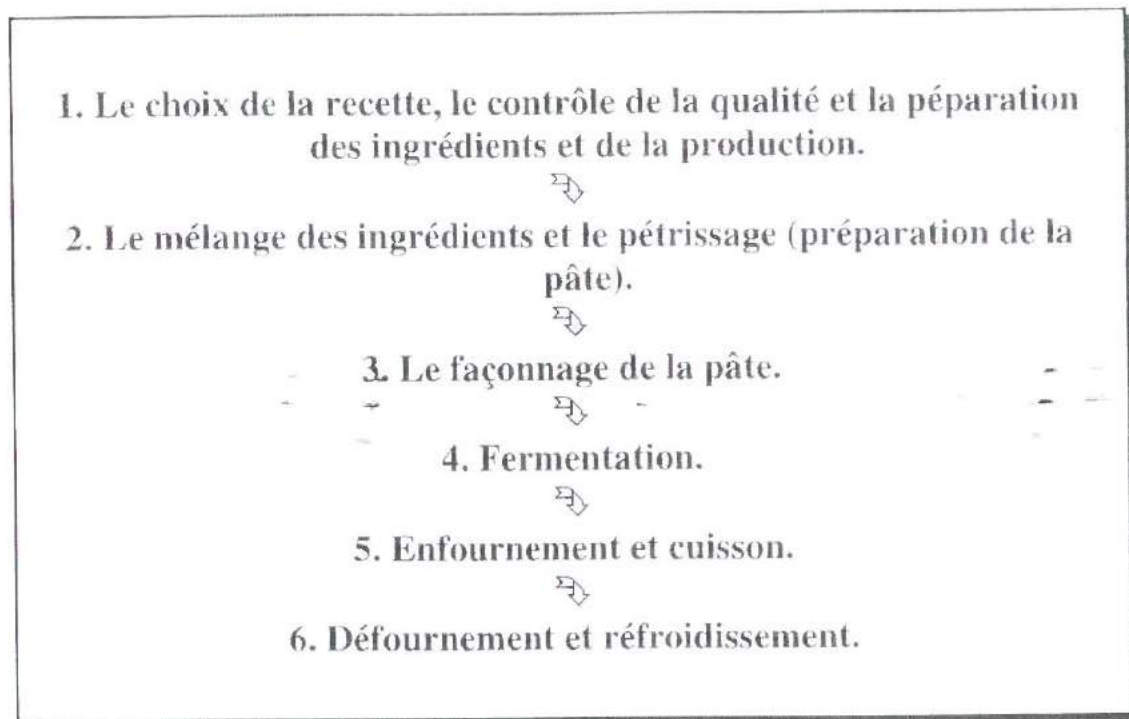 1. Le choix de la recette, le contrôle de la qualité et la péparation
des ingrédients et de la production.
2. Le mélange des ingrédients et le pétrissage (préparation de la
pâte).
3. Le façonnage de la pâte.
4. Fermentation.
5. Enfournement et cuisson.
6. Défournement et réfroidissement.